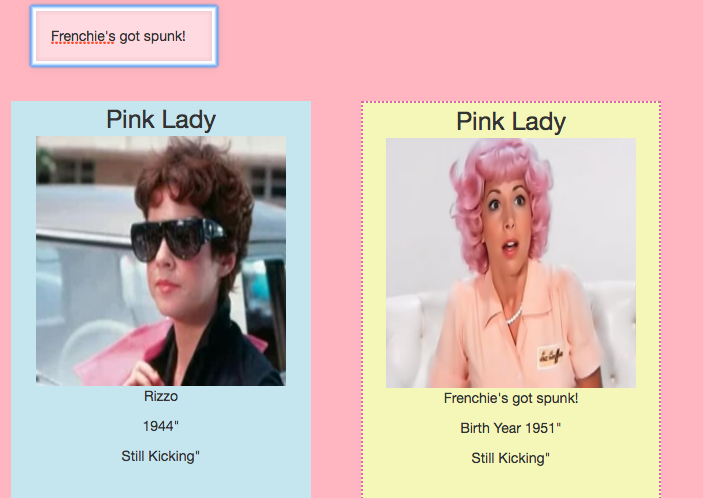 Frenchie's got spunk!
Pink Lady
Rizzo
1944"
Still Kicking"
Pink Lady
Frenchie's got spunk!
Birth Year 1951"
Still Kicking"